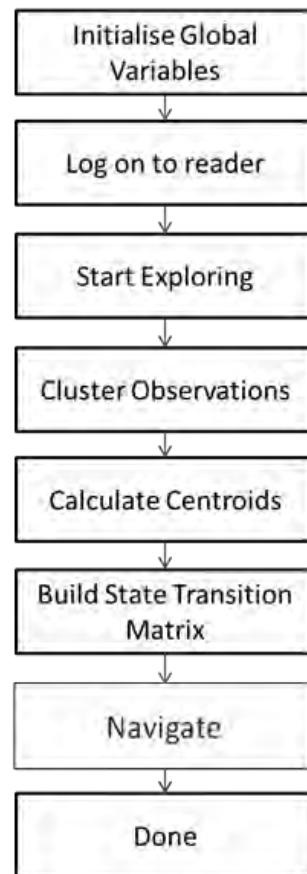 Initialise Global
Variables
Log on to reader
Start Exploring
Cluster Observations
Calculate Centroids
Build State Transition
Matrix
Navigate
Done